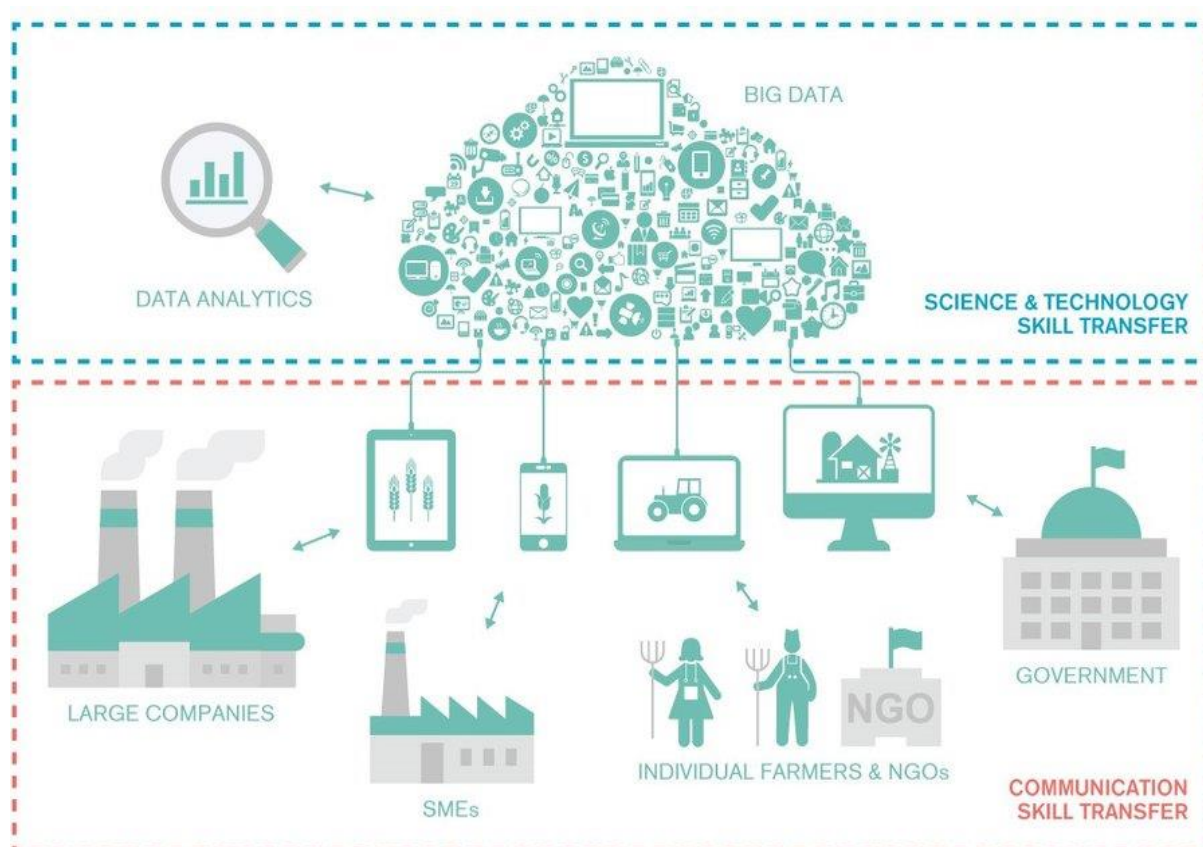 BIG DATA
DATA ANALYTICS
SCIENCE & TECHNOLOGY
SKILL TRANSFER
LARGE COMPANIES
SMEs
NGO
INDIVIDUAL FARMERS & NGOs
GOVERNMENT
COMMUNICATION
SKILL TRANSFER